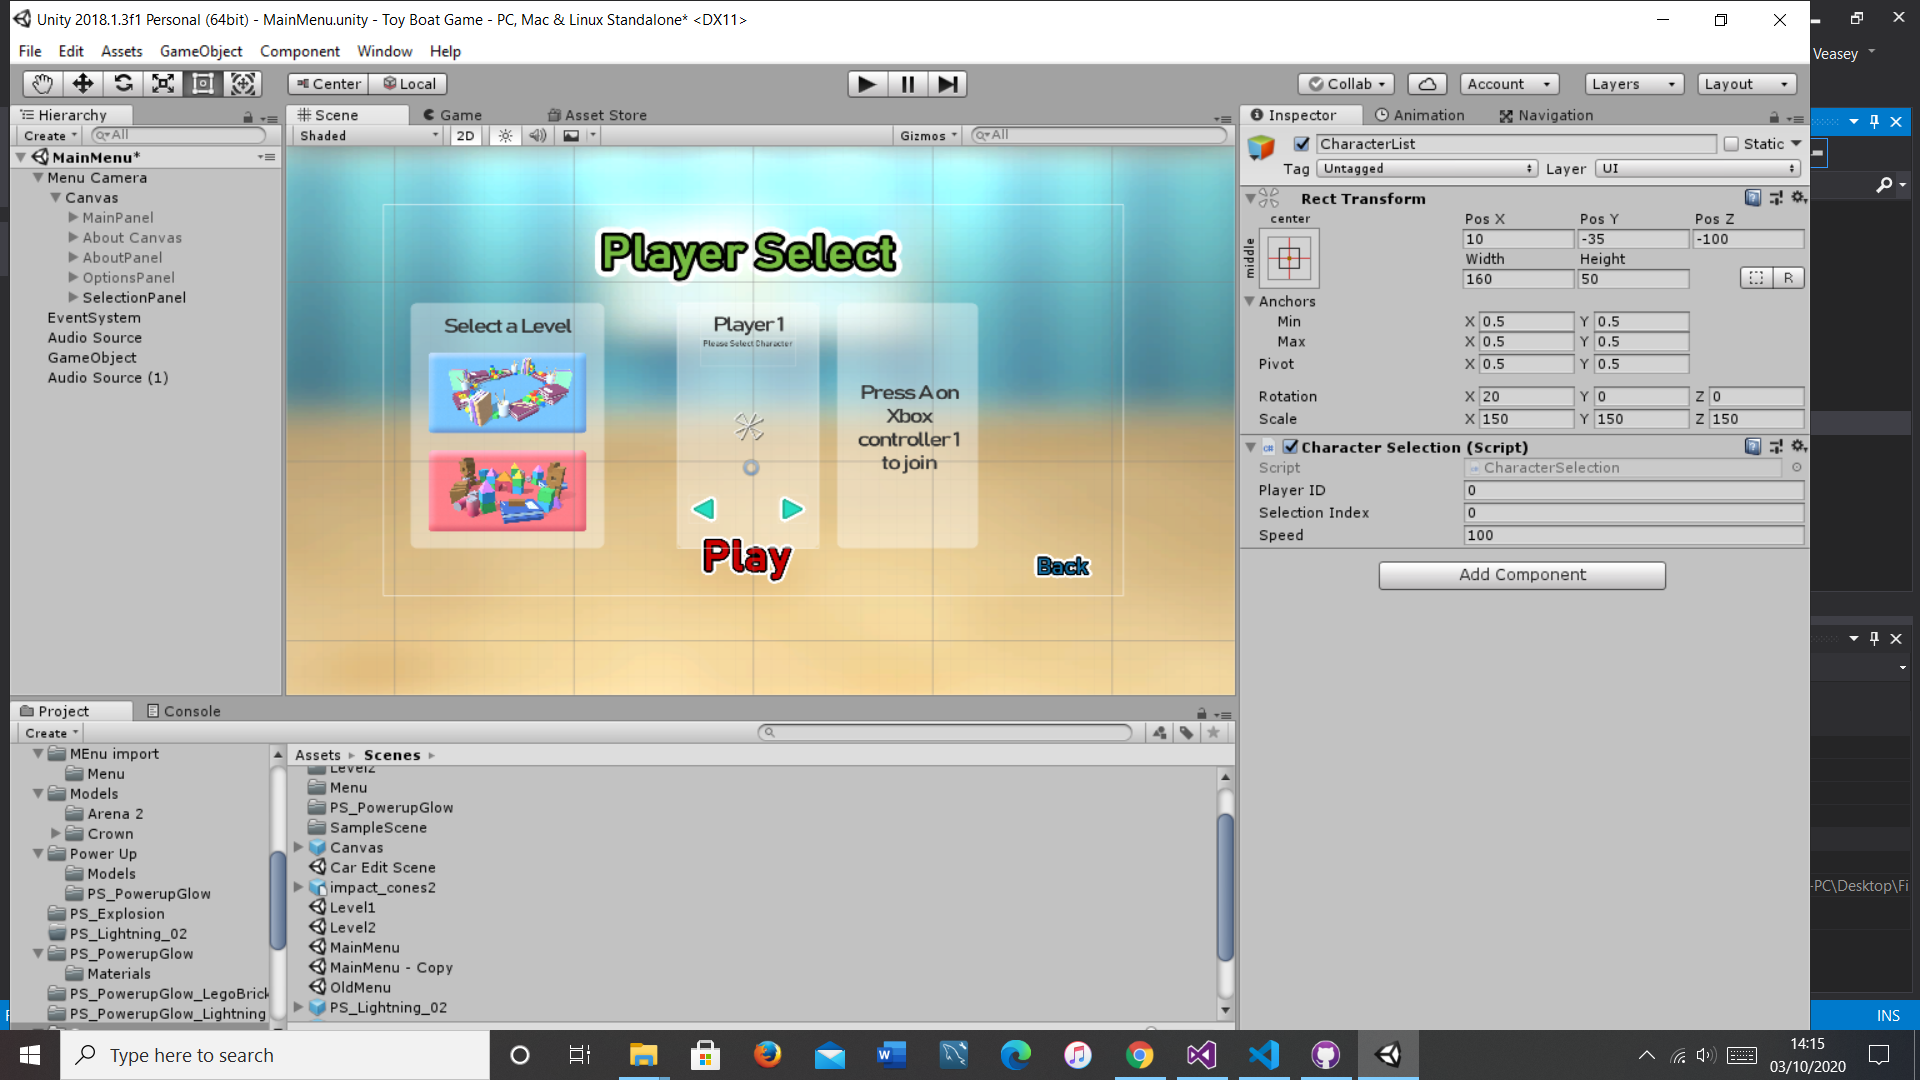 Unity 2018.1.3f1 Personal (64bit) - MainMenu.unity - Toy Boat Game - PC, Mac & Linux Standalone* <DX11>
File Edit Assets GameObject Component Window Help
Veasey
Center Local
Collab Account Layers Layout
Hierarchy
Create All
MainMenu*
Menu Camera
Canvas
MainPanel
About Canvas
AboutPanel
OptionsPanel
SelectionPanel
EventSystem
Audio Source
GameObject
Audio Source (1)
Scene Game Asset Store
Shaded 2D Gizmos All
Player Select
Select a Level
Player 1
Please Select Character
Press A on
Xbox
controller 1
to join
Play
Back
Inspector Animation Navigation
CharacterList Static
Tag Untagged Layer UI
Rect Transform
center
middle
Pos X Pos Y Pos Z
10 -35 -100
Width Height
160 50
R
Anchors
Min X 0.5 Y 0.5
Max X 0.5 Y 0.5
Pivot X 0.5 Y 0.5
Rotation X 20 Y 0 Z 0
Scale X 150 Y 150 Z 150
Character Selection (Script)
Script CharacterSelection
Player ID 0
Selection Index 0
Speed 100
Add Component
Project Console
Create
MEnu import
Menu
Models
Arena 2
Crown
Power Up
Models
PS_PowerupGlow
PS_Explosion
PS_Lightning_02
PS_PowerupGlow
Materials
PS_PowerupGlow_LegoBrick
PS_PowerupGlow_Lightning
Assets Scenes
Level2
Menu
PS_PowerupGlow
SampleScene
Canvas
Car Edit Scene
impact_cones2
Level1
Level2
MainMenu
MainMenu - Copy
OldMenu
PS_Lightning_02
-PC\Desktop\Fi
INS
Type here to search
14:15
03/10/2020